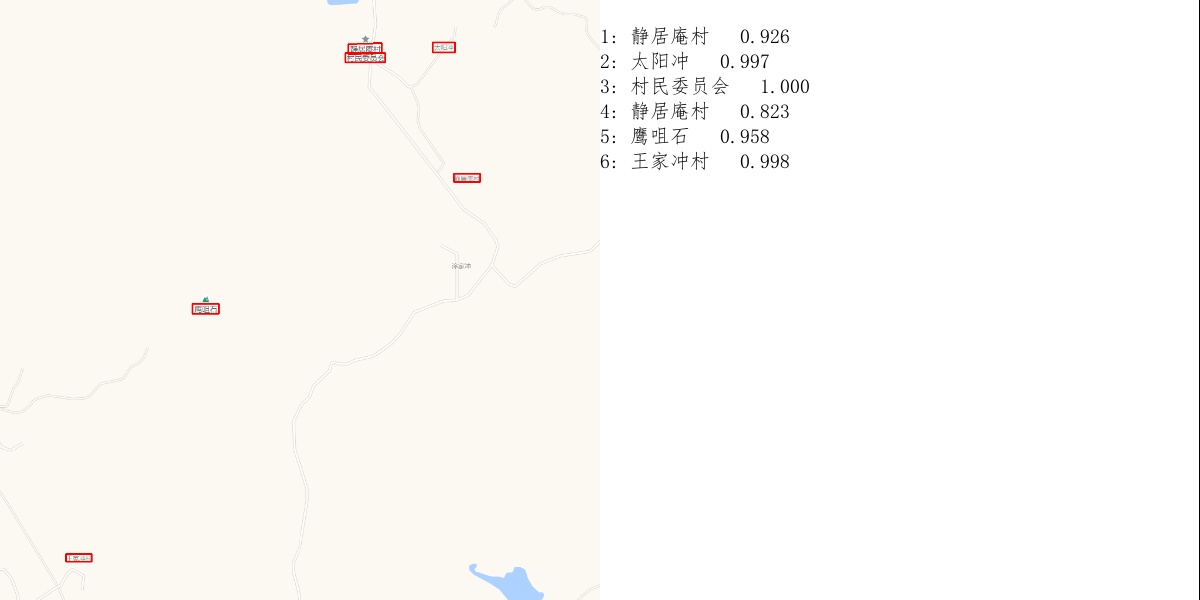 静居庵村
太阳冲
村民委员会
静居庵村
涂家冲
鹰咀石
王家冲村
1: 静居庵村 0.926
2: 太阳冲 0.997
3: 村民委员会 1.000
4: 静居庵村 0.823
5: 鹰咀石 0.958
6: 王家冲村 0.998